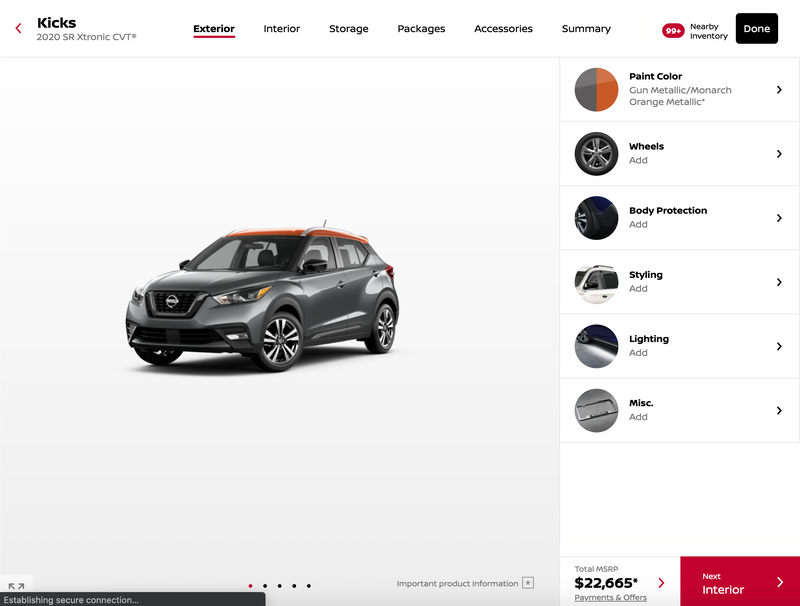 Kicks
2020 SR Xtronic CVT®
Exterior
Interior
Storage
Packages
Accessories
Summary
99+
Nearby
Inventory
Done
Paint Color
Gun Metallic/Monarch
Orange Metallic*
Wheels
Add
Body Protection
Add
Styling
Add
Lighting
Add
Misc.
Add
Important product information *
Total MSRP
$22,665*
Payments & Offers
Next
Interior
Establishing secure connection...